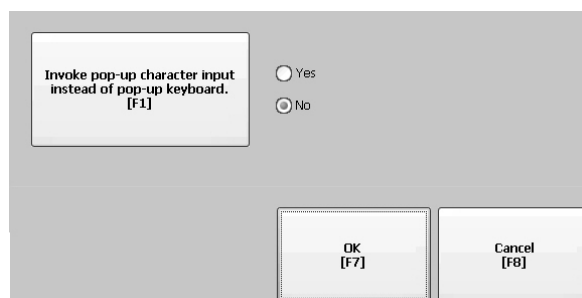 Invoke pop-up character input
instead of pop-up keyboard.
[F1]
Yes
No
OK
[F7]
Cancel
[F8]